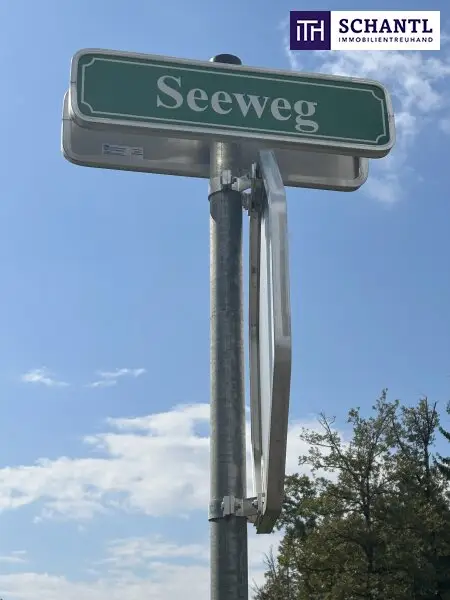 ITH SCHANTL
IMMOBILIENTREUHAND
Seeweg